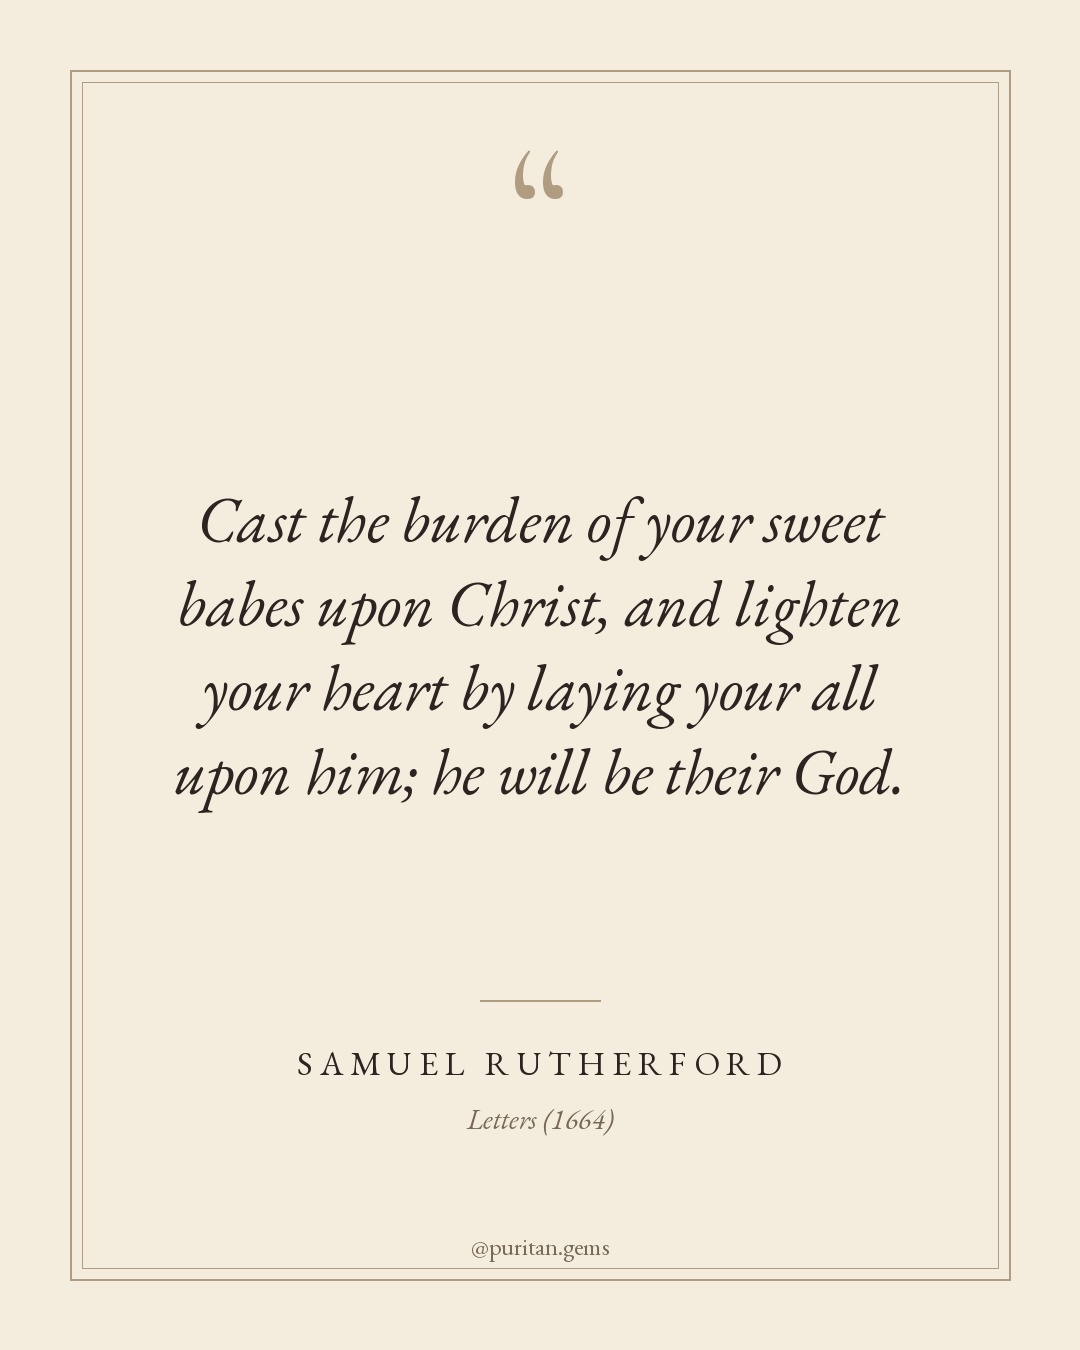 “
Cast the burden of your sweet
babes upon Christ, and lighten
your heart by laying your all
upon him; he will be their God.
SAMUEL RUTHERFORD
Letters (1664)
@puritan.gems